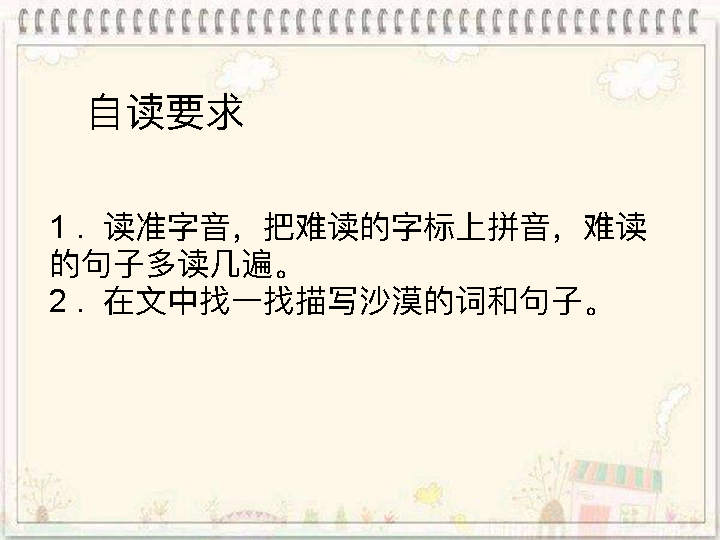 自读要求
1．读准字音，把难读的字标上拼音，难读
的句子多读几遍。
2．在文中找一找描写沙漠的词和句子。